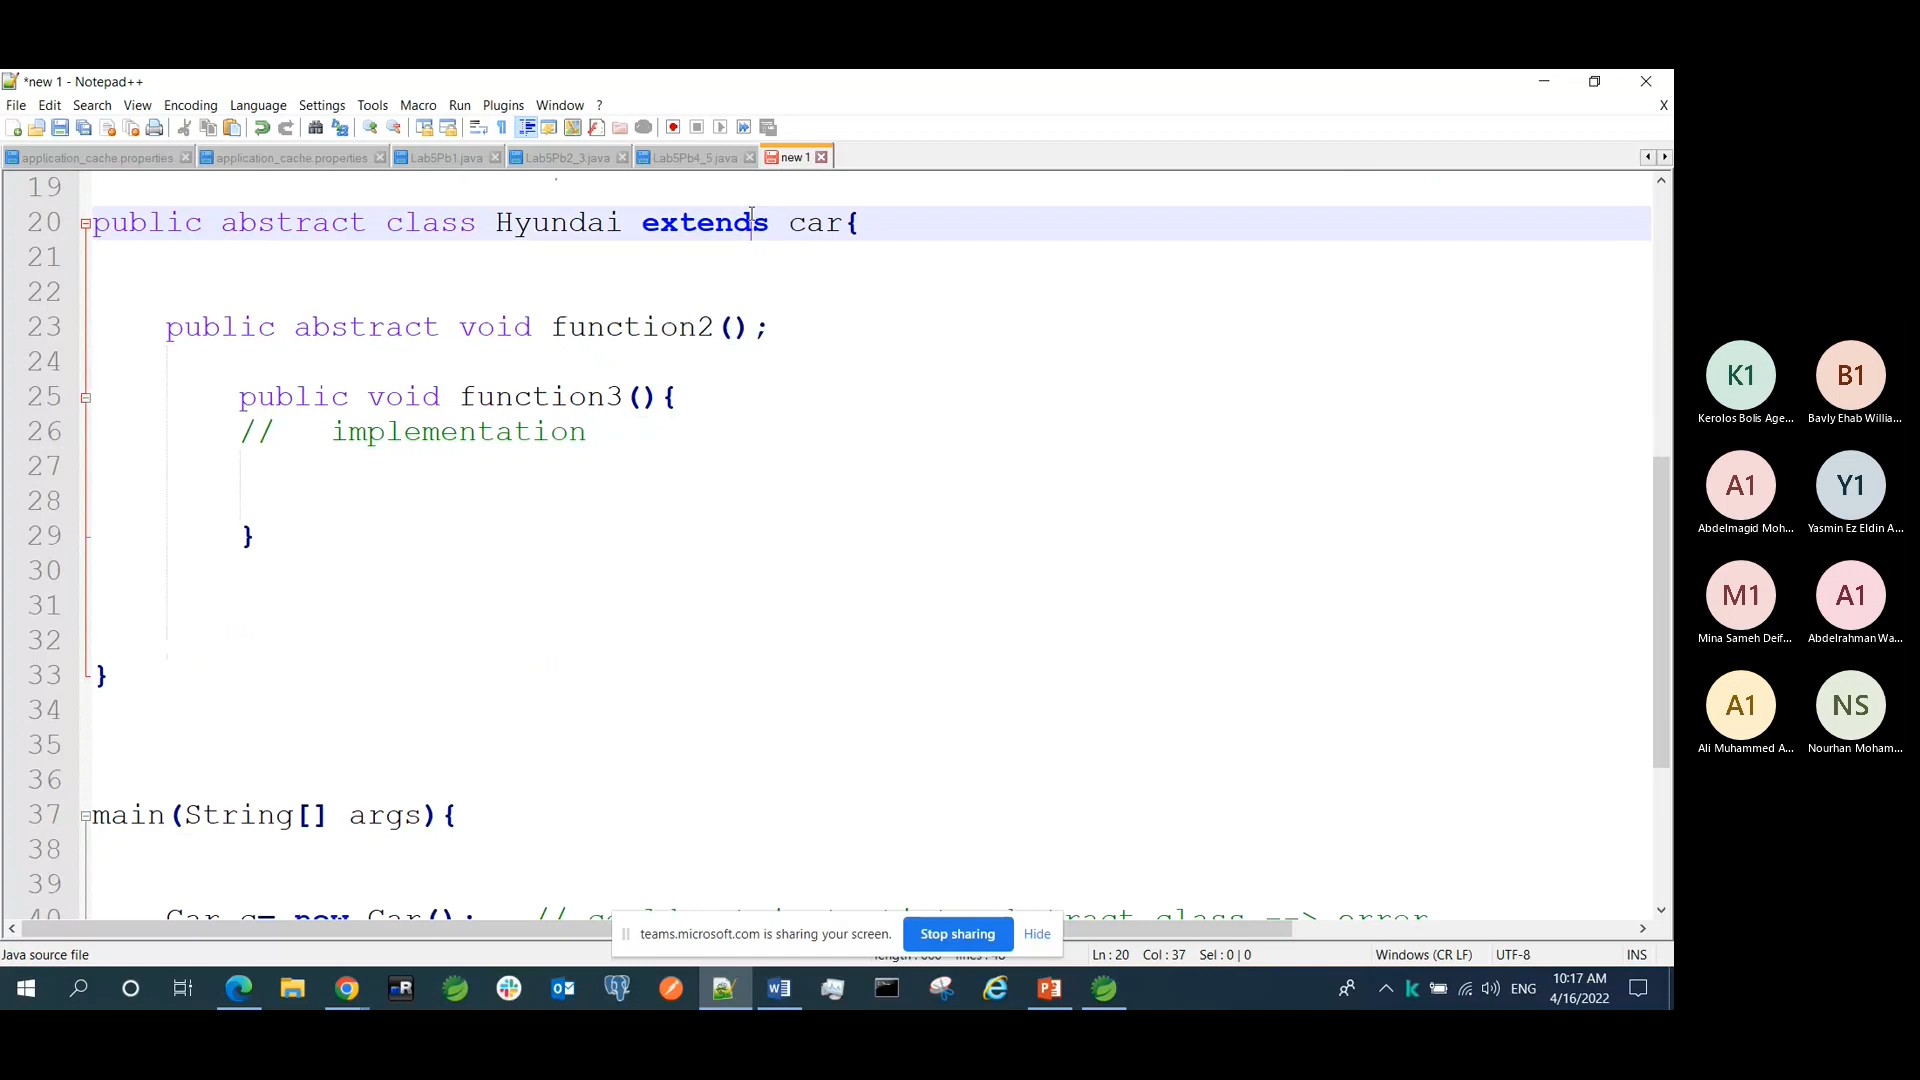 *new 1 - Notepad++
File Edit Search View Encoding Language Settings Tools Macro Run Plugins Window ? X
application_cache.properties application_cache.properties Lab5Pb1.java Lab5Pb2_3.java Lab5Pb4_5.java new 1
19
20 public abstract class Hyundai extends car{
21
22
23 public abstract void function2();
24
25 public void function3(){
26 // implementation
27
28
29 }
30
31
32
33 }
34
35
36
37 main(String[] args){
38
39
40 Car c= new Car(); // error
K1 B1
Kerolos Bolis Age... Bavly Ehab Willia...
A1 Y1
Abdelmagid Moh... Yasmin Ez Eldin A...
M1 A1
Mina Sameh Deif... Abdelrahman Wa...
A1 NS
Ali Muhammed A... Nourhan Moham...
teams.microsoft.com is sharing your screen. Stop sharing Hide
Java source file Ln : 20 Col : 37 Sel : 0 | 0 Windows (CR LF) UTF-8 INS
ENG 10:17 AM
4/16/2022